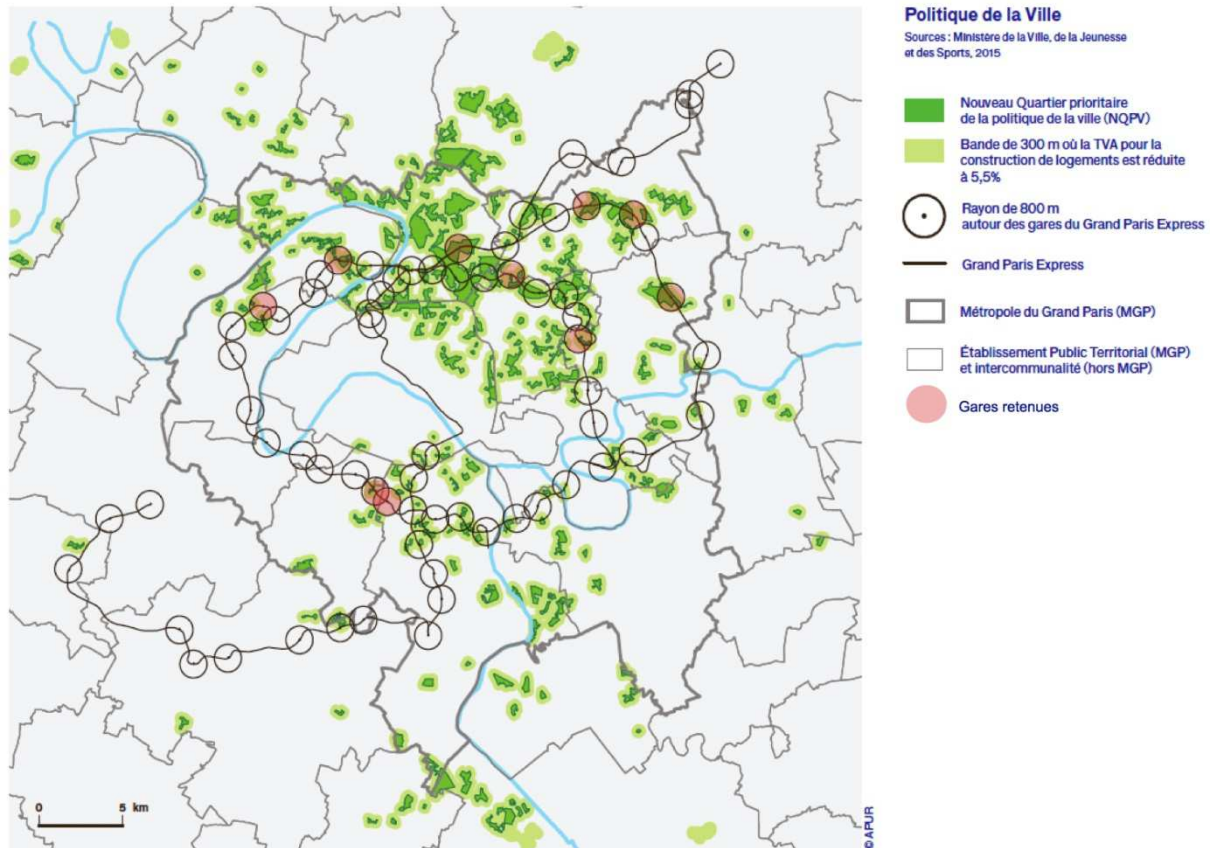 Politique de la Ville
Sources : Ministère de la Ville, de la Jeunesse
et des Sports, 2015
Nouveau Quartier prioritaire
de la politique de la ville (NQPV)
Bande de 300 m où la TVA pour la
construction de logements est réduite
à 5,5%
Rayon de 800 m
autour des gares du Grand Paris Express
Grand Paris Express
Métropole du Grand Paris (MGP)
Établissement Public Territorial (MGP)
et intercommunalité (hors MGP)
Gares retenues
0 5 km
© APUR